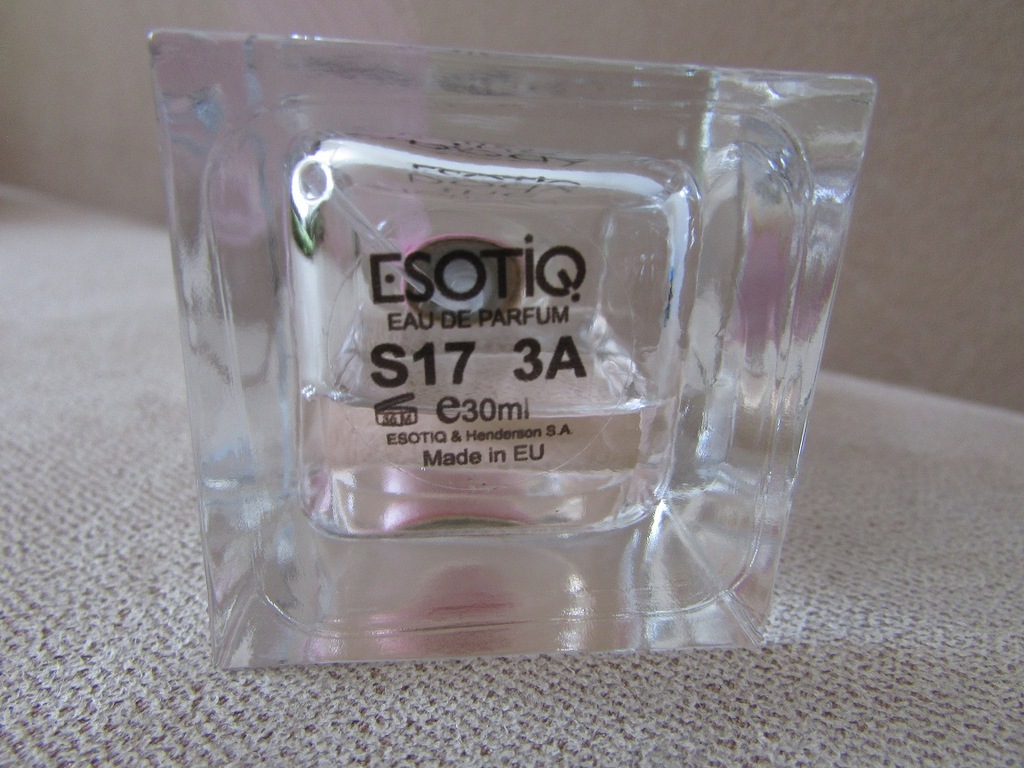 ESOTIQ
EAU DE PARFUM
S17 3A
℮30ml
ESOTIQ & Henderson S.A.
Made in EU